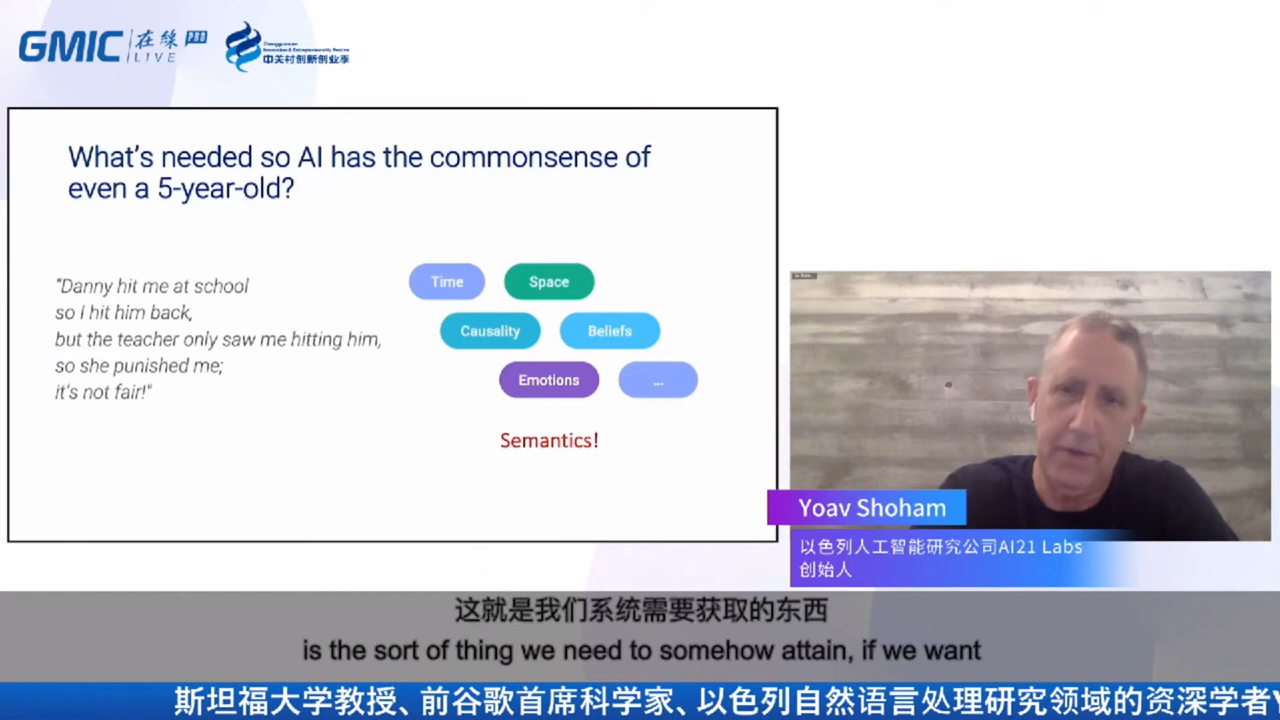 GMIC 在線 PRO
LIVE
中关村创新创业季
What's needed so AI has the commonsense of
even a 5-year-old?
"Danny hit me at school
so I hit him back,
but the teacher only saw me hitting him,
so she punished me;
it's not fair!"
Time Space
Causality Beliefs
Emotions ...
Semantics!
Yoav Shoham
以色列人工智能研究公司AI21 Labs
创始人
这就是我们系统需要获取的东西
is the sort of thing we need to somehow attain, if we want
斯坦福大学教授、前谷歌首席科学家、以色列自然语言处理研究领域的资深学者Y